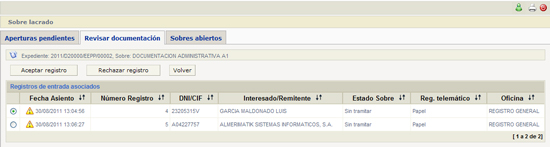 Sobre lacrado
Aperturas pendientes Revisar documentación Sobres abiertos
Expediente: 2011/D20000/EEPP/00002, Sobre: DOCUMENTACION ADMINISTRATIVA A1
Aceptar registro Rechazar registro Volver
Registros de entrada asociados
Fecha Asiento Número Registro DNI/CIF Interesado/Remitente Estado Sobre Reg. telemático Oficina
30/08/2011 13:04:56 4 23205315V GARCIA MALDONADO LUIS Sin tramitar Papel REGISTRO GENERAL
30/08/2011 13:06:27 5 A04227757 ALMERIMATIK SISTEMAS INFORMATICOS, S.A. Sin tramitar Papel REGISTRO GENERAL
[ 1 a 2 de 2]